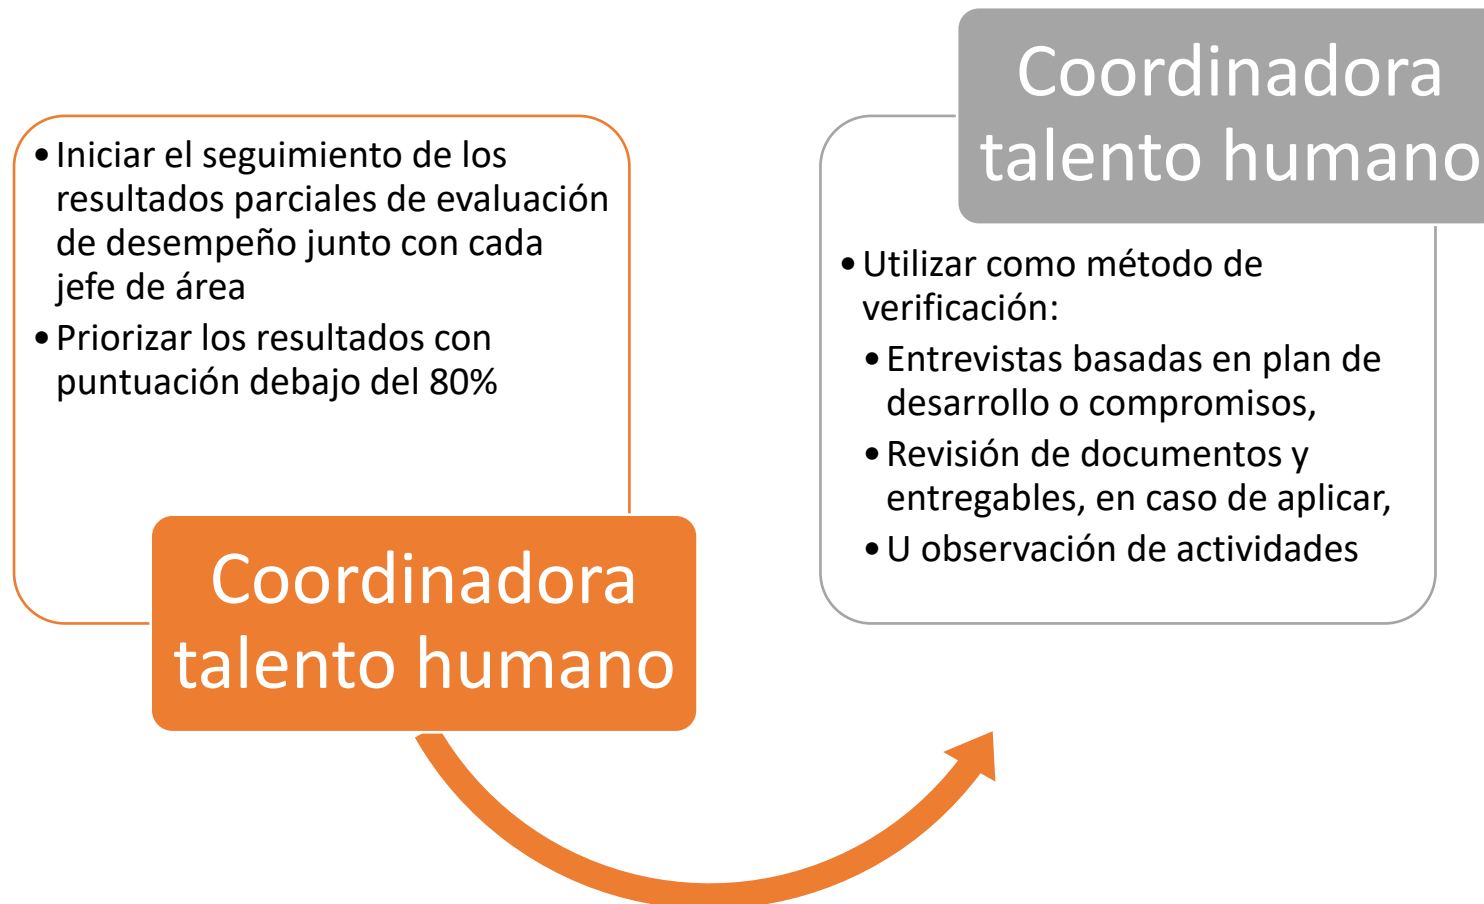 • Iniciar el seguimiento de los
resultados parciales de evaluación
de desempeño junto con cada
jefe de área
• Priorizar los resultados con
puntuación debajo del 80%
Coordinadora
talento humano
Coordinadora
talento humano
• Utilizar como método de
verificación:
• Entrevistas basadas en plan de
desarrollo o compromisos,
• Revisión de documentos y
entregables, en caso de aplicar,
• U observación de actividades